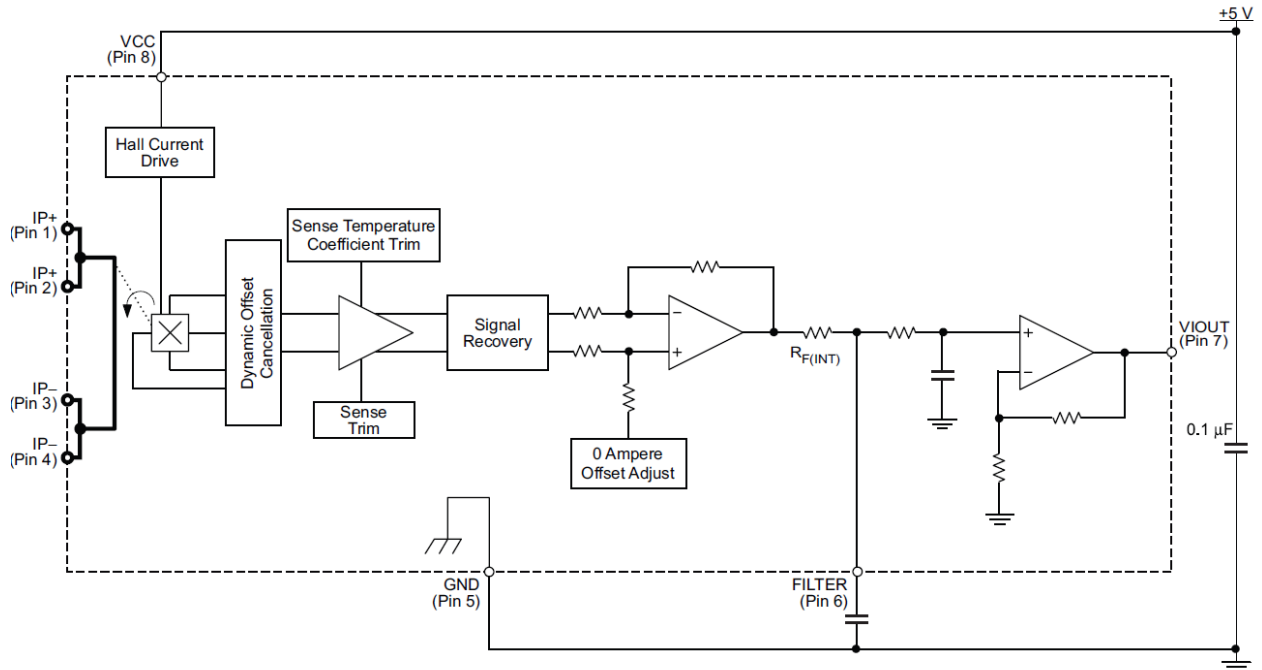 +5 V
VCC
(Pin 8)
Hall Current
Drive
IP+
(Pin 1)
IP+
(Pin 2)
IP–
(Pin 3)
IP–
(Pin 4)
Dynamic Offset
Cancellation
Sense Temperature
Coefficient Trim
Sense
Trim
Signal
Recovery
0 Ampere
Offset Adjust
−
+
RF(INT)
+
−
VIOUT
(Pin 7)
0.1 µF
GND
(Pin 5)
FILTER
(Pin 6)